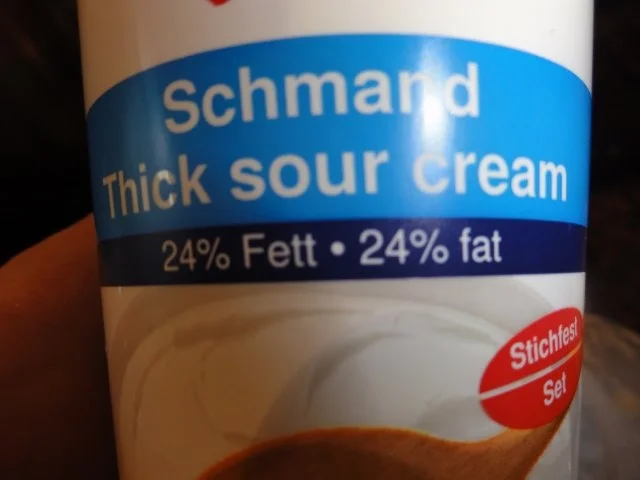 Schmand
Thick sour cream
24% Fett • 24% fat
Stichfest
Set